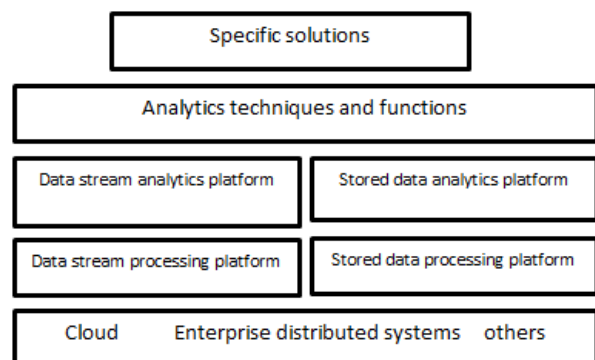 Specific solutions
Analytics techniques and functions
Data stream analytics platform
Stored data analytics platform
Data stream processing platform
Stored data processing platform
Cloud Enterprise distributed systems others